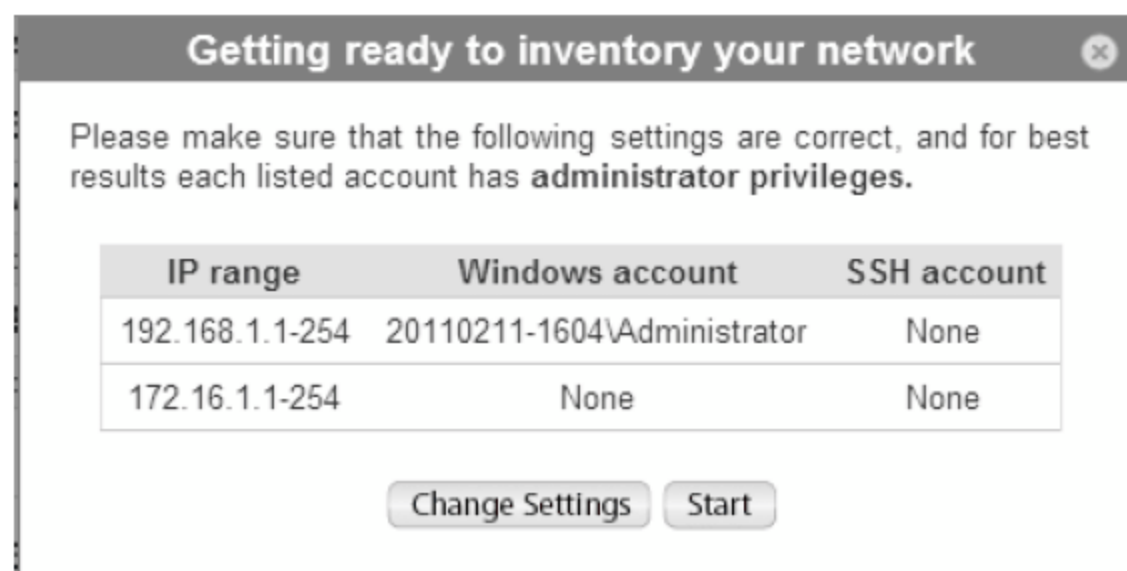 Getting ready to inventory your network
Please make sure that the following settings are correct, and for best
results each listed account has administrator privileges.
IP range Windows account SSH account
192.168.1.1-254 20110211-1604\Administrator None
172.16.1.1-254 None None
Change Settings Start